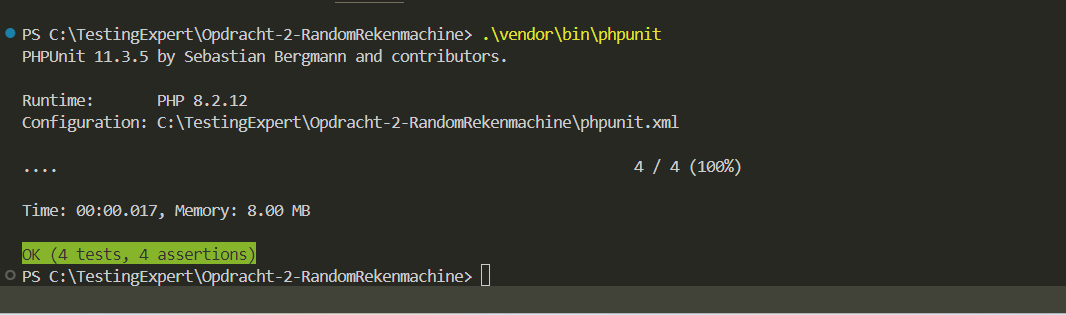 PS C:\TestingExpert\Opdracht-2-RandomRekenmachine> .\vendor\bin\phpunit
PHPUnit 11.3.5 by Sebastian Bergmann and contributors.
Runtime:       PHP 8.2.12
Configuration: C:\TestingExpert\Opdracht-2-RandomRekenmachine\phpunit.xml
....                                                                4 / 4 (100%)
Time: 00:00.017, Memory: 8.00 MB
OK (4 tests, 4 assertions)
PS C:\TestingExpert\Opdracht-2-RandomRekenmachine>